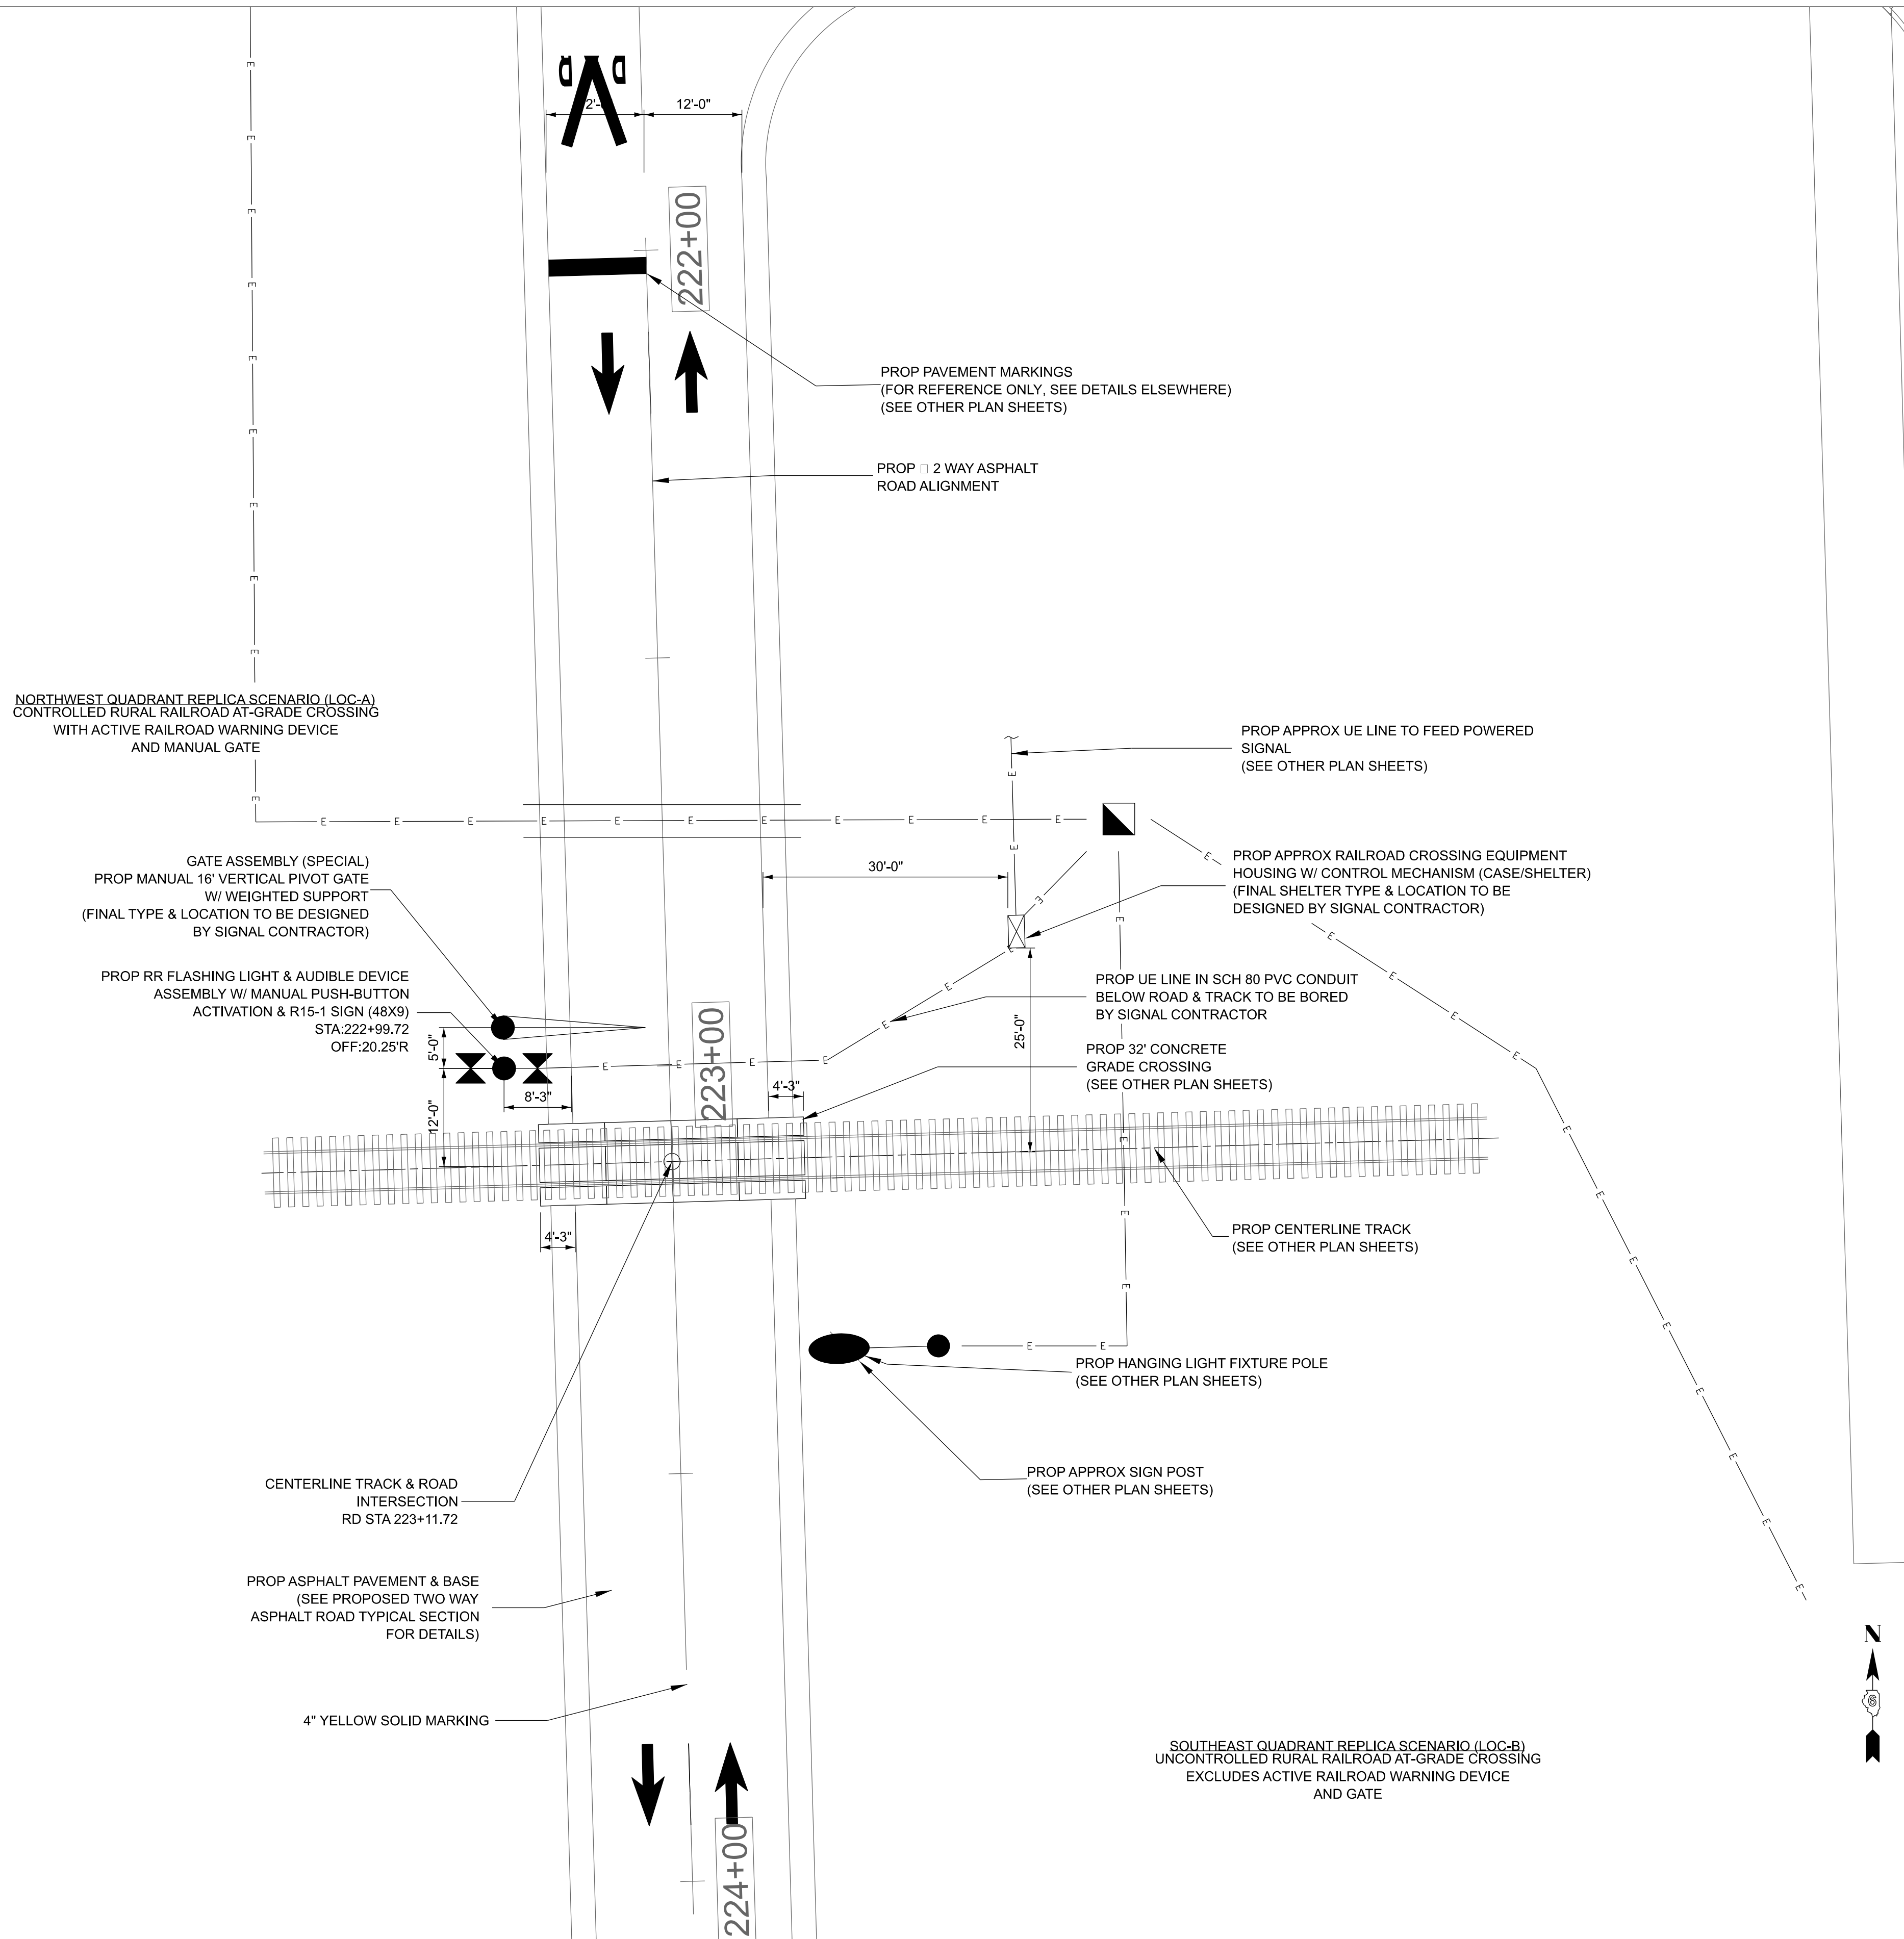 12'-0"
222+00
PROP PAVEMENT MARKINGS
(FOR REFERENCE ONLY, SEE DETAILS ELSEWHERE)
(SEE OTHER PLAN SHEETS)
PROP □ 2 WAY ASPHALT
ROAD ALIGNMENT
NORTHWEST QUADRANT REPLICA SCENARIO (LOC-A)
CONTROLLED RURAL RAILROAD AT-GRADE CROSSING
WITH ACTIVE RAILROAD WARNING DEVICE
AND MANUAL GATE
PROP APPROX UE LINE TO FEED POWERED
SIGNAL
(SEE OTHER PLAN SHEETS)
GATE ASSEMBLY (SPECIAL)
PROP MANUAL 16' VERTICAL PIVOT GATE
W/ WEIGHTED SUPPORT
(FINAL TYPE & LOCATION TO BE DESIGNED
BY SIGNAL CONTRACTOR)
30'-0"
PROP APPROX RAILROAD CROSSING EQUIPMENT
HOUSING W/ CONTROL MECHANISM (CASE/SHELTER)
(FINAL SHELTER TYPE & LOCATION TO BE
DESIGNED BY SIGNAL CONTRACTOR)
PROP RR FLASHING LIGHT & AUDIBLE DEVICE
ASSEMBLY W/ MANUAL PUSH-BUTTON
ACTIVATION & R15-1 SIGN (48X9)
STA:222+99.72
OFF:20.25'R
5'-0"
12'-0"
8'-3"
223+00
4'-3"
25'-0"
PROP UE LINE IN SCH 80 PVC CONDUIT
BELOW ROAD & TRACK TO BE BORED
BY SIGNAL CONTRACTOR
PROP 32' CONCRETE
GRADE CROSSING
(SEE OTHER PLAN SHEETS)
4'-3"
PROP CENTERLINE TRACK
(SEE OTHER PLAN SHEETS)
PROP HANGING LIGHT FIXTURE POLE
(SEE OTHER PLAN SHEETS)
PROP APPROX SIGN POST
(SEE OTHER PLAN SHEETS)
CENTERLINE TRACK & ROAD
INTERSECTION
RD STA 223+11.72
PROP ASPHALT PAVEMENT & BASE
(SEE PROPOSED TWO WAY
ASPHALT ROAD TYPICAL SECTION
FOR DETAILS)
4" YELLOW SOLID MARKING
N
6
SOUTHEAST QUADRANT REPLICA SCENARIO (LOC-B)
UNCONTROLLED RURAL RAILROAD AT-GRADE CROSSING
EXCLUDES ACTIVE RAILROAD WARNING DEVICE
AND GATE
224+00